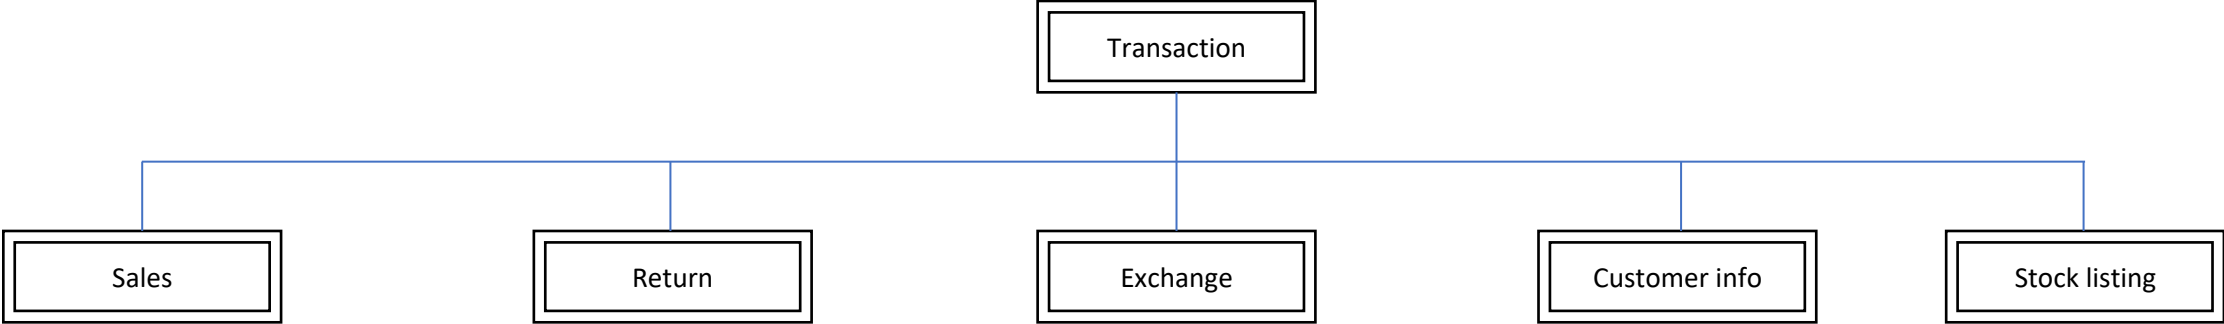 Transaction
Sales
Return
Exchange
Customer info
Stock listing